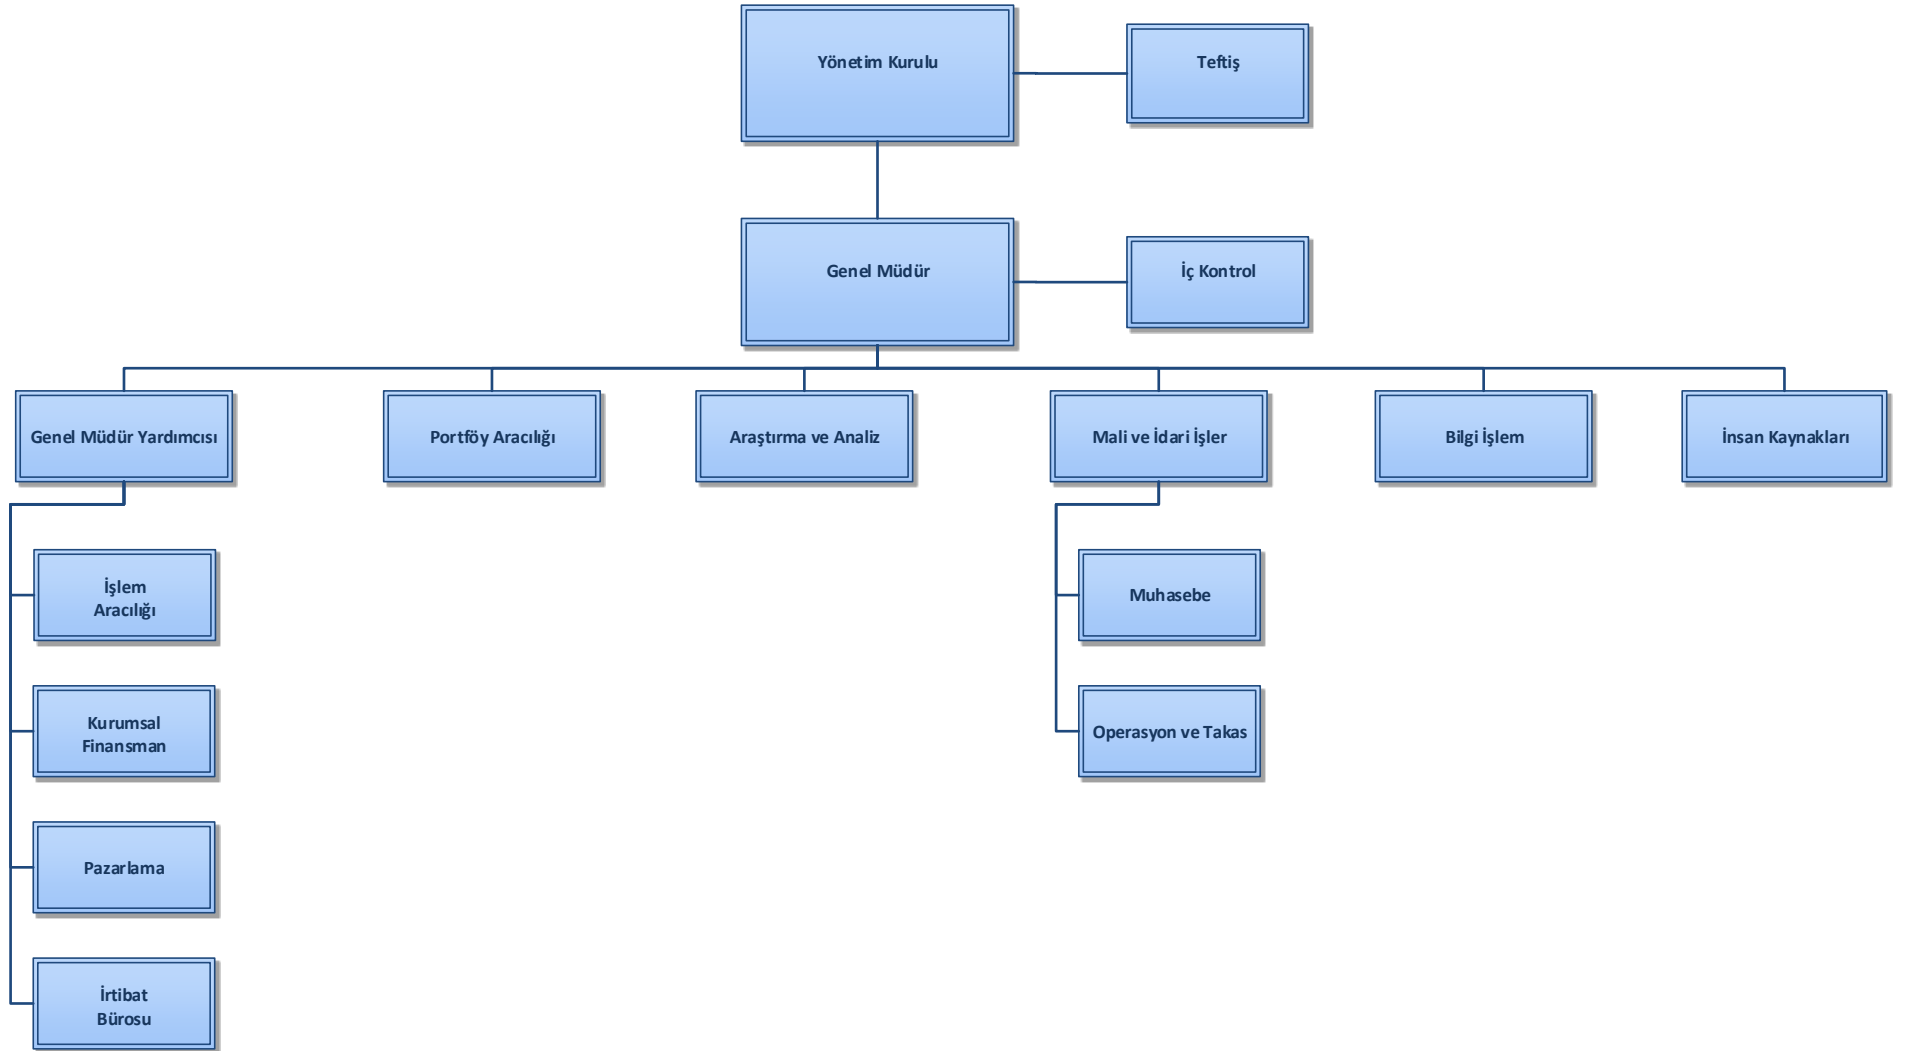 Yönetim Kurulu
Teftiş
Genel Müdür
İç Kontrol
Genel Müdür Yardımcısı
Portföy Aracılığı
Araştırma ve Analiz
Mali ve İdari İşler
Bilgi İşlem
İnsan Kaynakları
İşlem
Aracılığı
Muhasebe
Kurumsal
Finansman
Operasyon ve Takas
Pazarlama
İrtibat
Bürosu